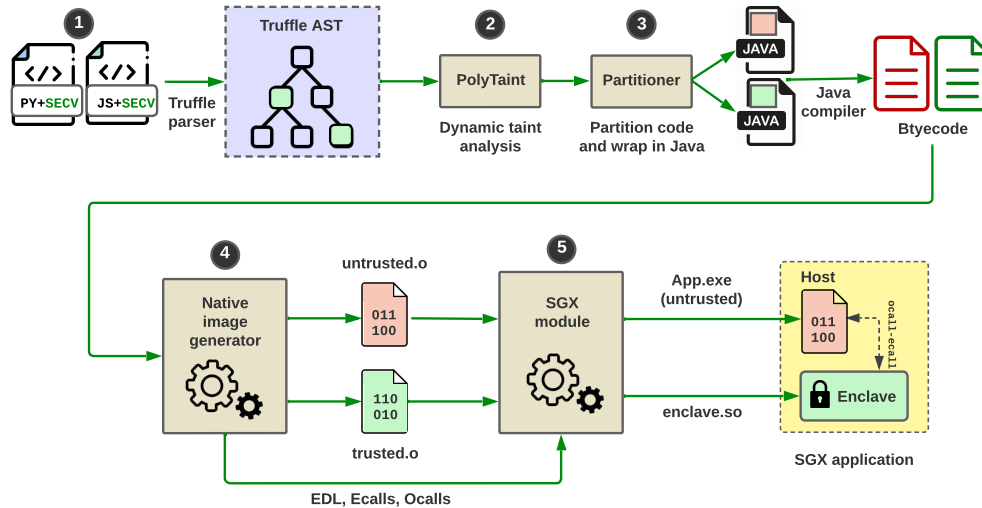 1
PY+SECV
JS+SECV
Truffle
parser
Truffle AST
2
PolyTaint
Dynamic taint
analysis
3
Partitioner
Partition code
and wrap in Java
JAVA
JAVA
Java
compiler
Btyecode
4
Native
image
generator
untrusted.o
011
100
110
010
trusted.o
EDL, Ecalls, Ocalls
5
SGX
module
App.exe
(untrusted)
enclave.so
Host
011
100
ocall-ecall
Enclave
SGX application